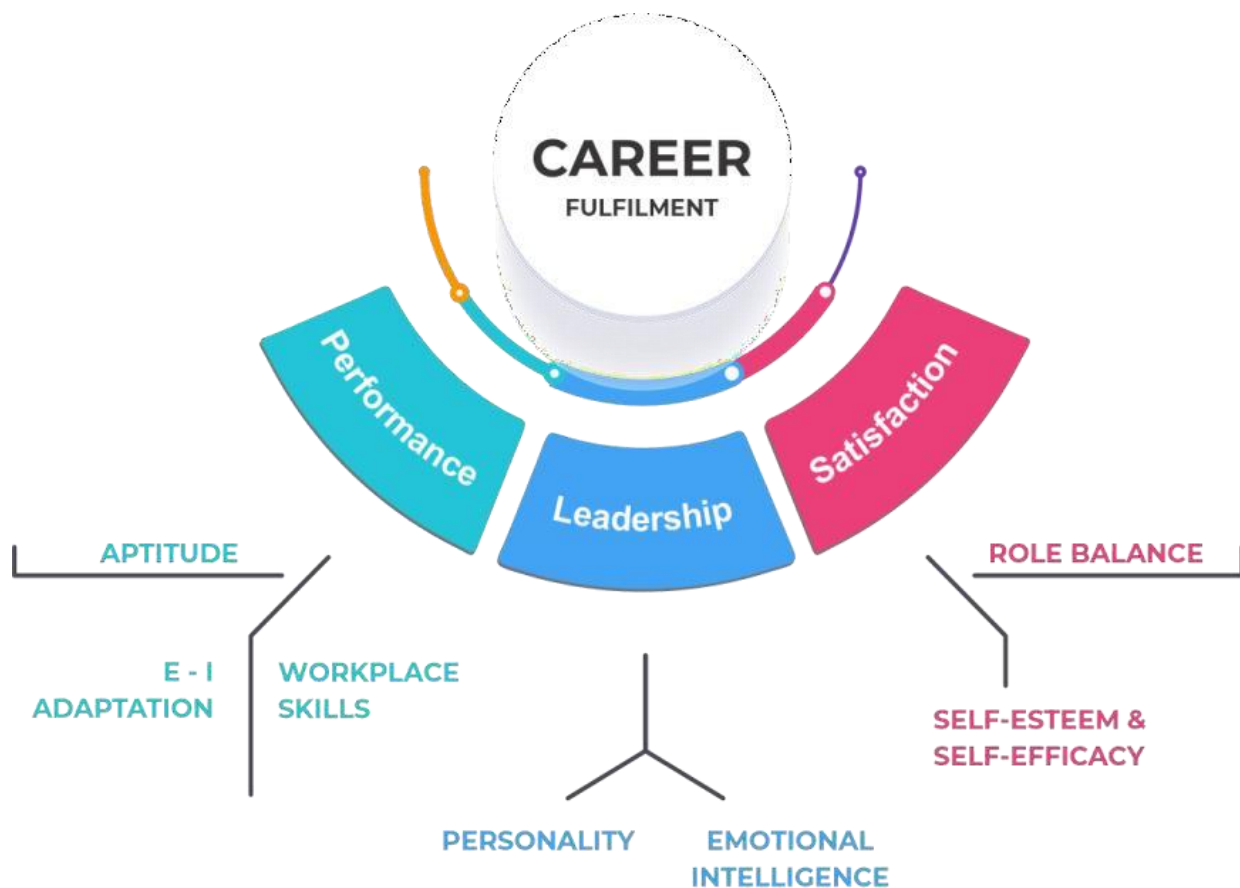 CAREER
FULFILMENT
Performance
Leadership
Satisfaction
APTITUDE
E - I
ADAPTATION
WORKPLACE
SKILLS
PERSONALITY
EMOTIONAL
INTELLIGENCE
ROLE BALANCE
SELF-ESTEEM &
SELF-EFFICACY